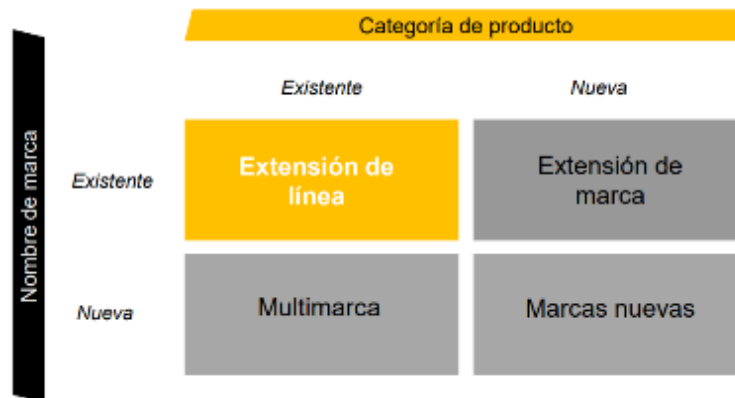 Categoría de producto
Existente
Nueva
Nombre de marca
Existente
Extensión de
línea
Extensión de
marca
Nueva
Multimarca
Marcas nuevas